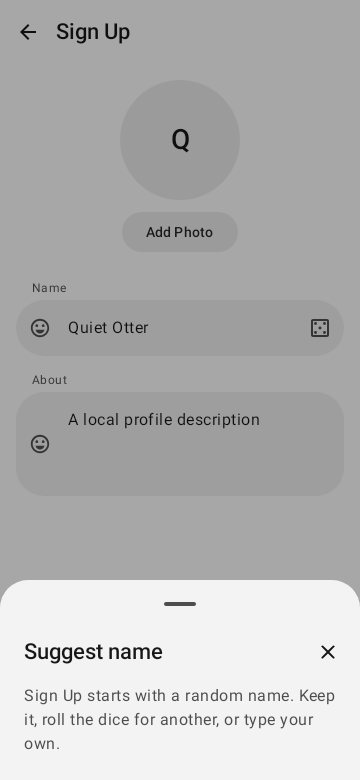 Sign Up
Q
Add Photo
Name
Quiet Otter
About
A local profile description
Suggest name
Sign Up starts with a random name. Keep
it, roll the dice for another, or type your
own.